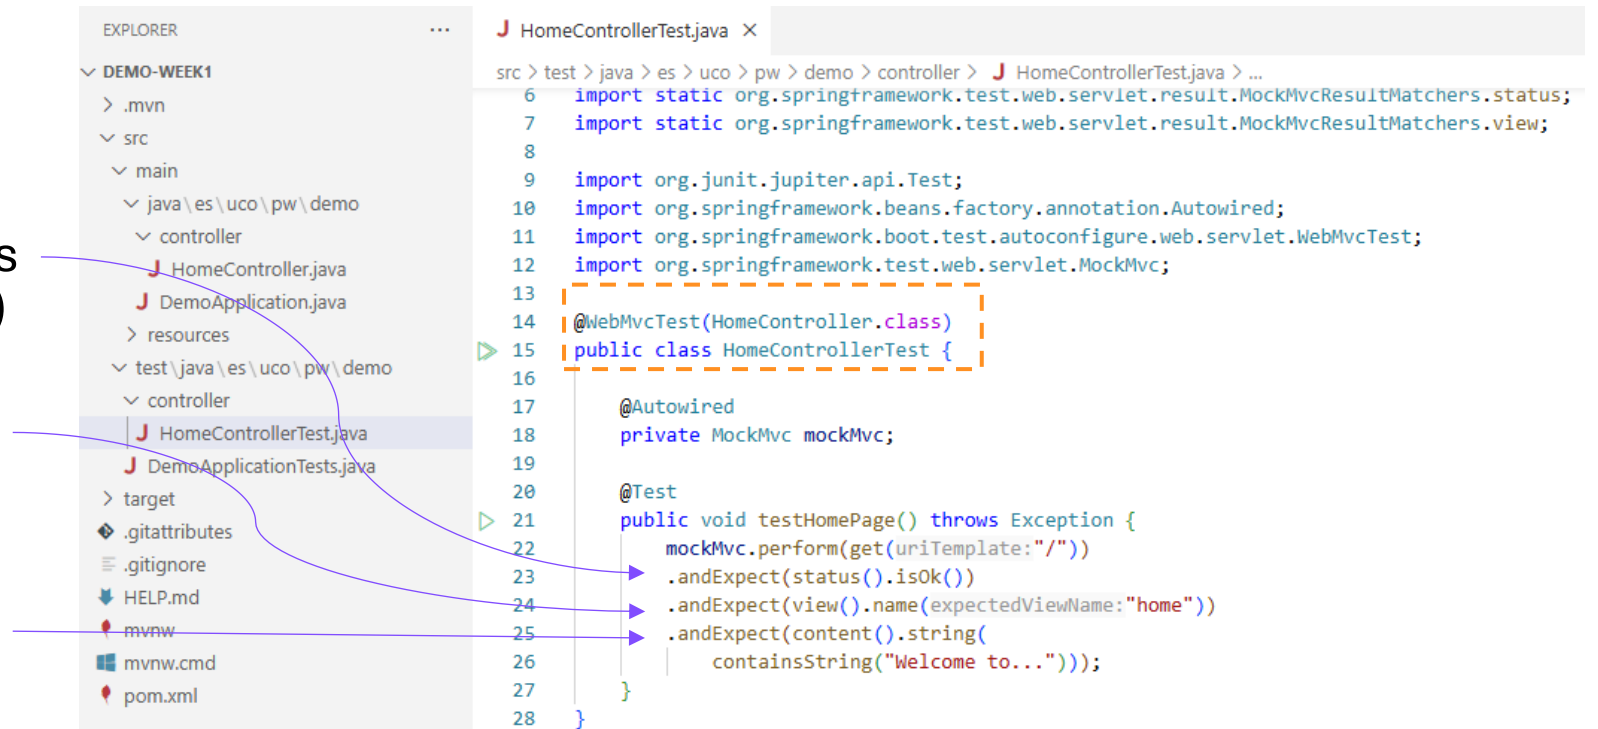 s
)
EXPLORER ...
DEMO-WEEK1
.mvn
src
main
java\es\uco\pw\demo
controller
J HomeController.java
J DemoApplication.java
resources
test\java\es\uco\pw\demo
controller
J HomeControllerTest.java
J DemoApplicationTests.java
target
.gitattributes
.gitignore
HELP.md
mvnw
mvnw.cmd
pom.xml
J HomeControllerTest.java ×
src > test > java > es > uco > pw > demo > controller > J HomeControllerTest.java > ...
6 import static org.springframework.test.web.servlet.result.MockMvcResultMatchers.status;
7 import static org.springframework.test.web.servlet.result.MockMvcResultMatchers.view;
8
9 import org.junit.jupiter.api.Test;
10 import org.springframework.beans.factory.annotation.Autowired;
11 import org.springframework.boot.test.autoconfigure.web.servlet.WebMvcTest;
12 import org.springframework.test.web.servlet.MockMvc;
13
14 @WebMvcTest(HomeController.class)
15 public class HomeControllerTest {
16
17 @Autowired
18 private MockMvc mockMvc;
19
20 @Test
21 public void testHomePage() throws Exception {
22 mockMvc.perform(get(uriTemplate:"/"))
23 .andExpect(status().isOk())
24 .andExpect(view().name(expectedViewName:"home"))
25 .andExpect(content().string(
26 containsString("Welcome to...")));
27 }
28 }